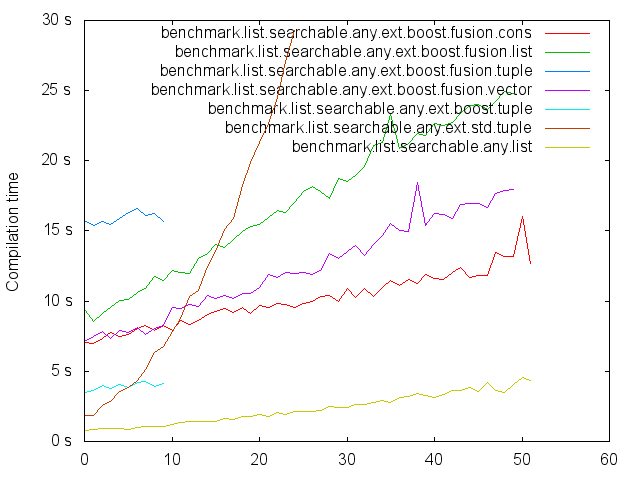 30 s
benchmark.list.searchable.any.ext.boost.fusion.cons
benchmark.list.searchable.any.ext.boost.fusion.list
benchmark.list.searchable.any.ext.boost.fusion.tuple
benchmark.list.searchable.any.ext.boost.fusion.vector
benchmark.list.searchable.any.ext.boost.tuple
benchmark.list.searchable.any.ext.std.tuple
benchmark.list.searchable.any.list
25 s
20 s
15 s
10 s
5 s
0 s
Compilation time
0 10 20 30 40 50 60